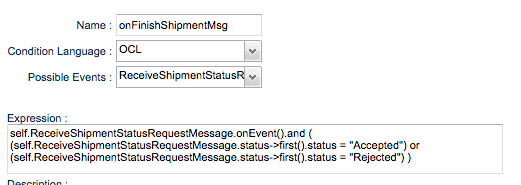 Name : onFinishShipmentMsg
Condition Language : OCL
Possible Events : ReceiveShipmentStatusR
Expression :
self.ReceiveShipmentStatusRequestMessage.onEvent().and (
(self.ReceiveShipmentStatusRequestMessage.status->first().status = "Accepted") or
(self.ReceiveShipmentStatusRequestMessage.status->first().status = "Rejected") )
Description :